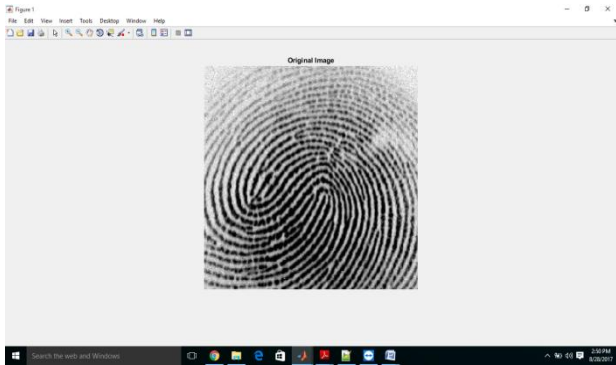 Figure 1
File Edit View Insert Tools Desktop Window Help
Original Image
Search the web and Windows
2:50 PM
8/28/2017